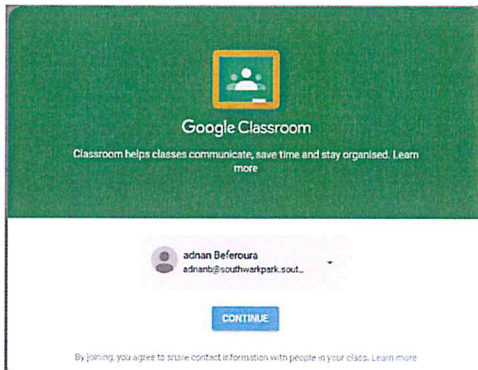 Google Classroom
Classroom helps classes communicate, save time and stay organised. Learn
more
adnan Beferoura
adnanb@southwarkpark.sout...
CONTINUE
By joining, you agree to share contact information with people in your class. Learn more